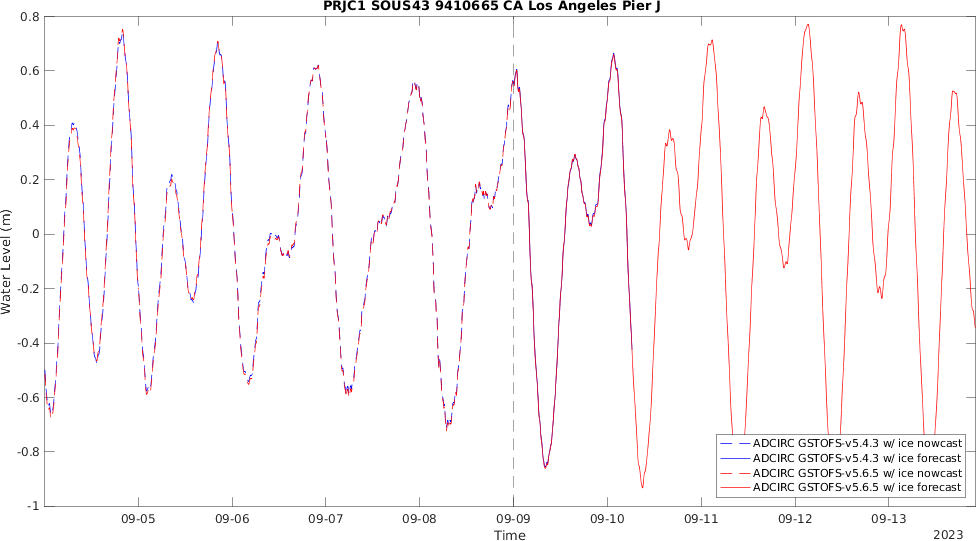 PRJC1 SOUS43 9410665 CA Los Angeles Pier J
0.8
0.6
0.4
0.2
0
-0.2
-0.4
-0.6
-0.8
-1
Water Level (m)
ADCIRC GSTOFS-v5.4.3 w/ ice nowcast
ADCIRC GSTOFS-v5.4.3 w/ ice forecast
ADCIRC GSTOFS-v5.6.5 w/ ice nowcast
ADCIRC GSTOFS-v5.6.5 w/ ice forecast
09-05 09-06 09-07 09-08 09-09 09-10 09-11 09-12 09-13
Time
2023